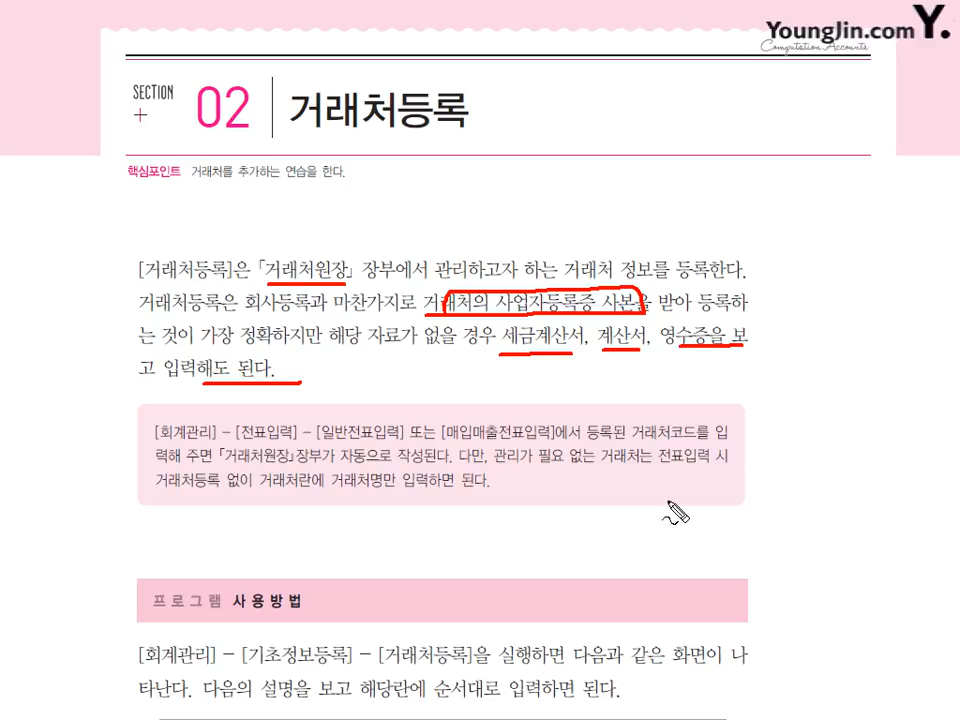 YoungJin.com Y.
Computation Accounts
SECTION
+
02
거래처등록
핵심포인트 거래처를 추가하는 연습을 한다.
[거래처등록]은 「거래처원장」 장부에서 관리하고자 하는 거래처 정보를 등록한다.
거래처등록은 회사등록과 마찬가지로 거래처의 사업자등록증 사본을 받아 등록하
는 것이 가장 정확하지만 해당 자료가 없을 경우 세금계산서, 계산서, 영수증을 보
고 입력해도 된다.
[회계관리] – [전표입력] – [일반전표입력] 또는 [매입매출전표입력]에서 등록된 거래처코드를 입
력해 주면 「거래처원장」장부가 자동으로 작성된다. 다만, 관리가 필요 없는 거래처는 전표입력 시
거래처등록 없이 거래처란에 거래처명만 입력하면 된다.
프로그램 사용방법
[회계관리] – [기초정보등록] – [거래처등록]을 실행하면 다음과 같은 화면이 나
타난다. 다음의 설명을 보고 해당란에 순서대로 입력하면 된다.